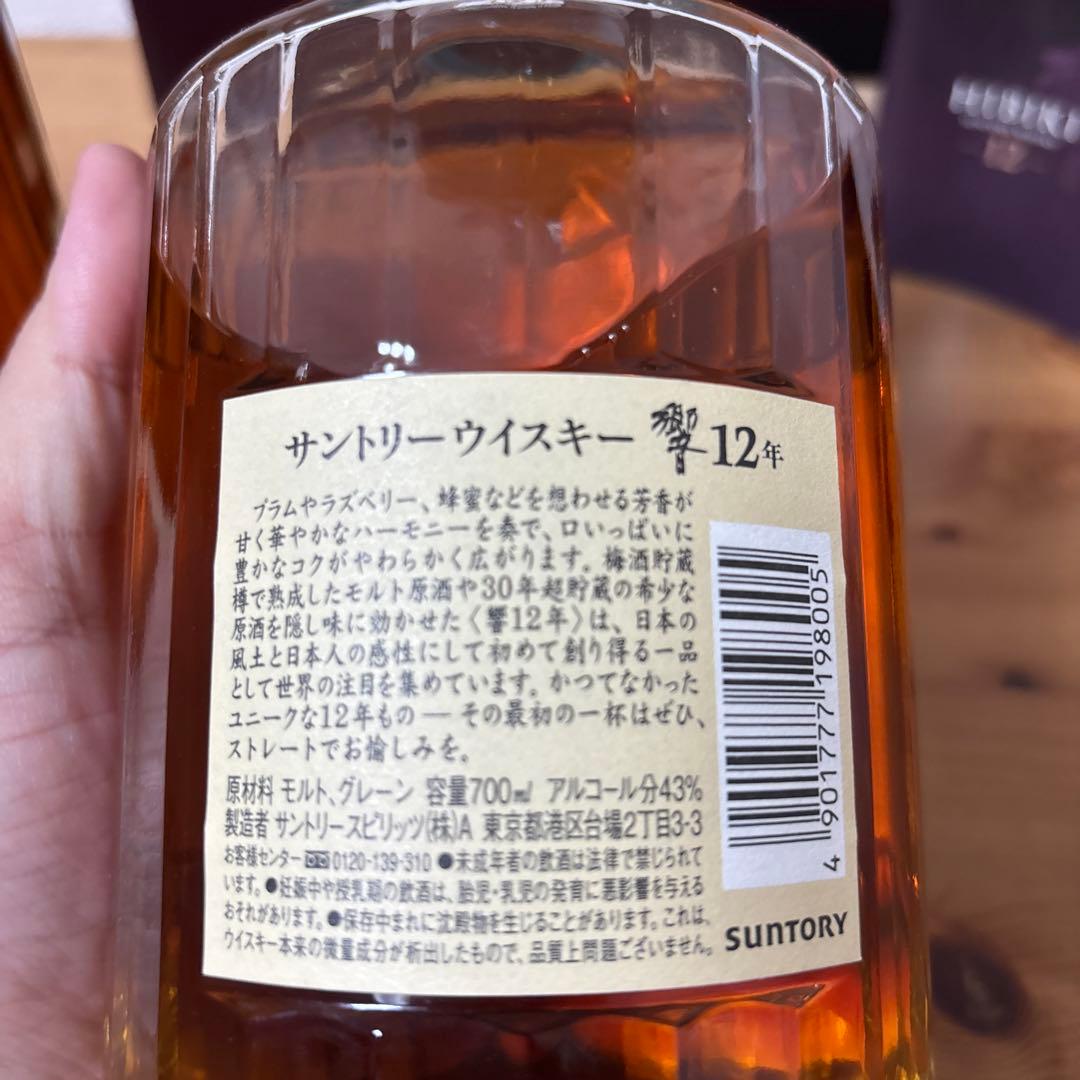 HIBIKI
サントリーウイスキー 響 12年
プラムやラズベリー、蜂蜜などを想わせる芳香が
甘く華やかなハーモニーを奏で、口いっぱいに
豊かなコクがやわらかく広がります。梅酒貯蔵
樽で熟成したモルト原酒や30年超貯蔵の希少な
原酒を隠し味に効かせた〈響12年〉は、日本の
風土と日本人の感性にして初めて創り得る一品
として世界の注目を集めています。かつてなかった
ユニークな12年もの―その最初の一杯はぜひ、
ストレートでお愉しみを。
原材料 モルト、グレーン 容量700㎖ アルコール分43%
製造者 サントリースピリッツ(株)A 東京都港区台場2丁目3-3
お客様センター 0120-139-310 ●未成年者の飲酒は法律で禁じられて
います。●妊娠中や授乳期の飲酒は、胎児・乳児の発育に悪影響を与える
おそれがあります。●保存中まれに沈殿物を生じることがあります。これは、
ウイスキー本来の微量成分が析出したもので、品質上問題ございません。
4 901777 198005
SUNTORY